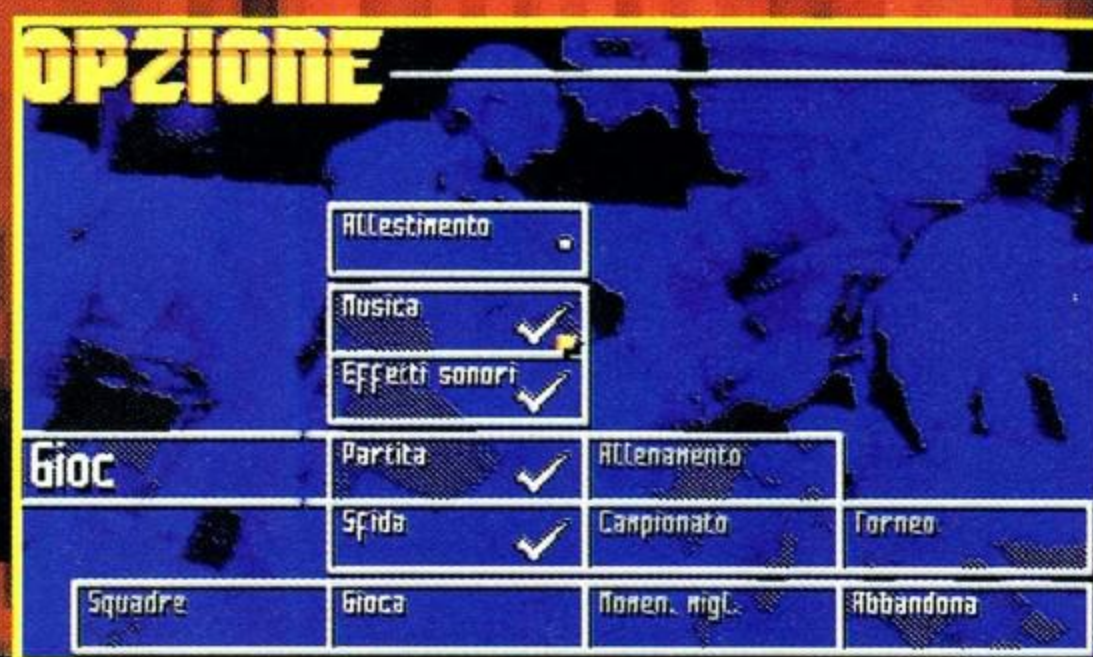 OPZIONE
Allestimento
Musica
Effetti sonori
Gioc
Partita
Allenamento
Sfida
Campionato
Torneo
Squadre
Gioca
Momen. migl.
Abbandona